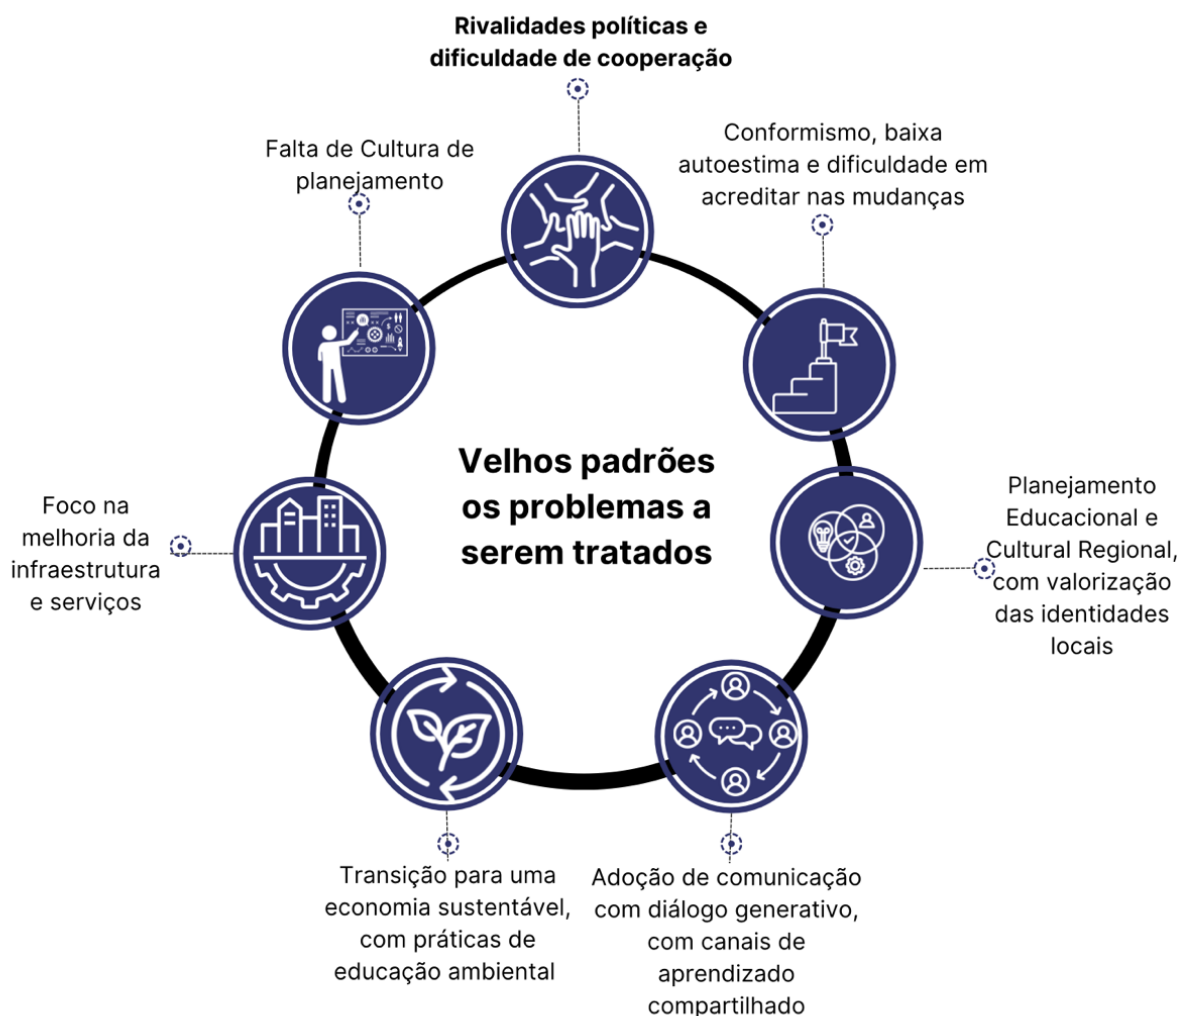 Rivalidades políticas e
dificuldade de cooperação
Conformismo, baixa
autoestima e dificuldade em
acreditar nas mudanças
Falta de Cultura de
planejamento
Velhos padrões
os problemas a
serem tratados
Planejamento
Educacional e
Cultural Regional,
com valorização
das identidades
locais
Foco na
melhoria da
infraestrutura
e serviços
Transição para uma
economia sustentável,
com práticas de
educação ambiental
Adoção de comunicação
com diálogo generativo,
com canais de
aprendizado
compartilhado